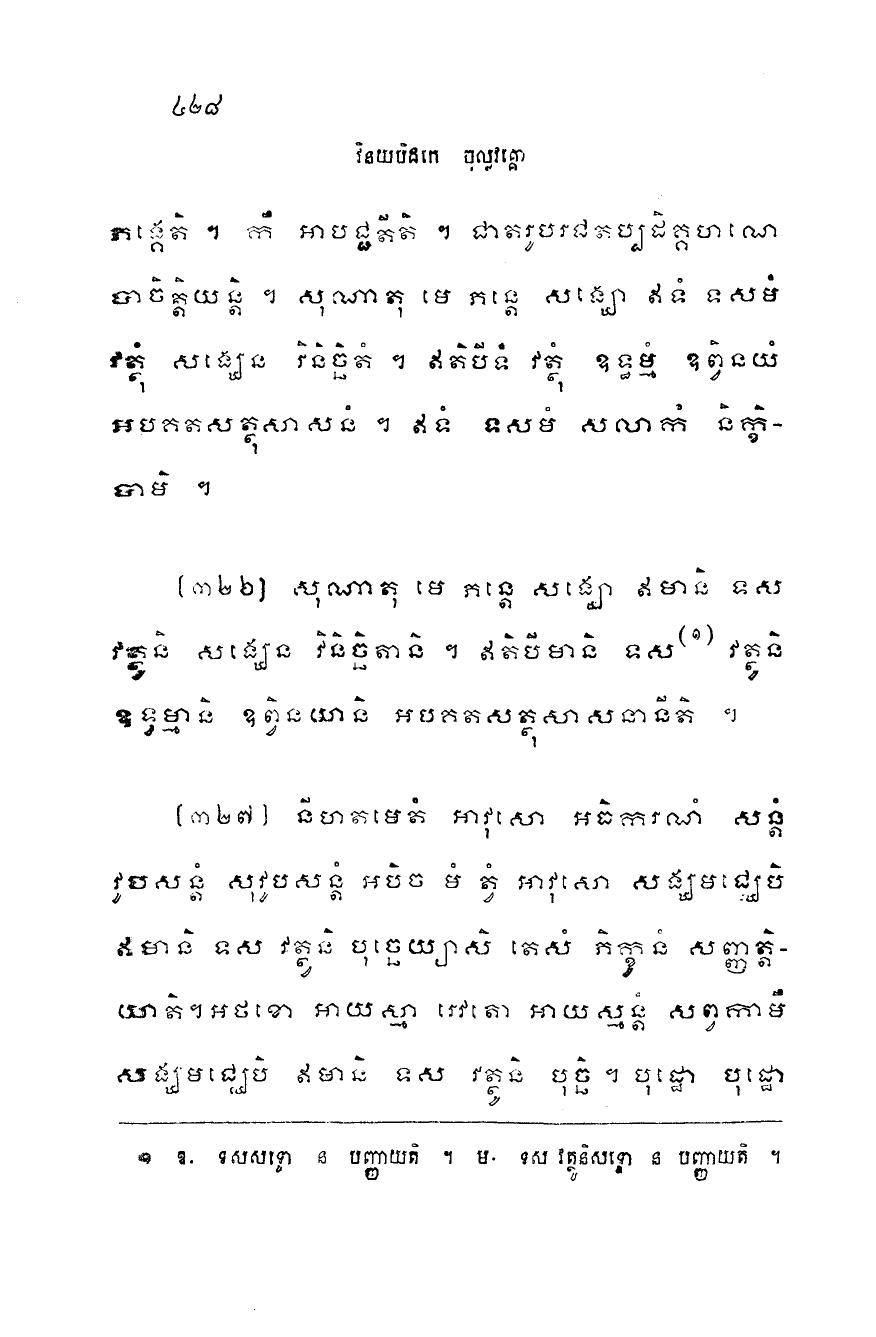 ៤២៨
វិនយបិដកេ ចុល្លវគ្គោ
ភង្គេតិ ។ កឹ អាបជ្ជតីតិ ។ ជាតរូបរជតប្បដិគ្គហណេ
បាចិត្តិយន្តិ ។ សុណាតុ មេ ភន្តេ សង្ឃោ ឥទំ ទសមំ
វត្ថុំ សង្ឃេន វិនិច្ឆិតំ ។ ឥតិបីទំ វត្ថុំ ឧទ្ធម្មំ ឧព្វិនយំ
អបកតសត្ថុសាសនំ ។ ឥទំ ទសមំ សលាកំ និក្ខិ-
បាមិ ។
[៣២៦] សុណាតុ មេ ភន្តេ សង្ឃោ ឥមានិ ទស
វត្ថូនិ សង្ឃេន វិនិច្ឆិតានិ ។ ឥតិបីមានិ ទស(១) វត្ថូនិ
ឧទ្ធម្មានិ ឧព្វិនយានិ អបកតសត្ថុសាសនានីតិ ។
[៣២៧] នីហតមេតំ អាវុសោ អធិករណំ សន្តំ
វូបសន្តំ សុវូបសន្តំ អបិច មំ ត្វំ អាវុសោ សង្ឃមជ្ឈេបិ
ឥមានិ ទស វត្ថូនិ បុច្ឆេយ្យាសិ តេសំ ភិក្ខូនំ សញ្ញត្តិ-
យាតិ។អថខោ អាយស្មា រេវតោ អាយស្មន្តំ សព្វកាមឹ
សង្ឃមជ្ឈេបិ ឥមានិ ទស វត្ថូនិ បុច្ឆិ ។ បុដ្ឋោ បុដ្ឋោ
១ ឱ. ទសសទ្ទោ ន បញ្ញាយតិ ។ ម. ទស វត្ថូនិសទ្ទោ ន បញ្ញាយតិ ។